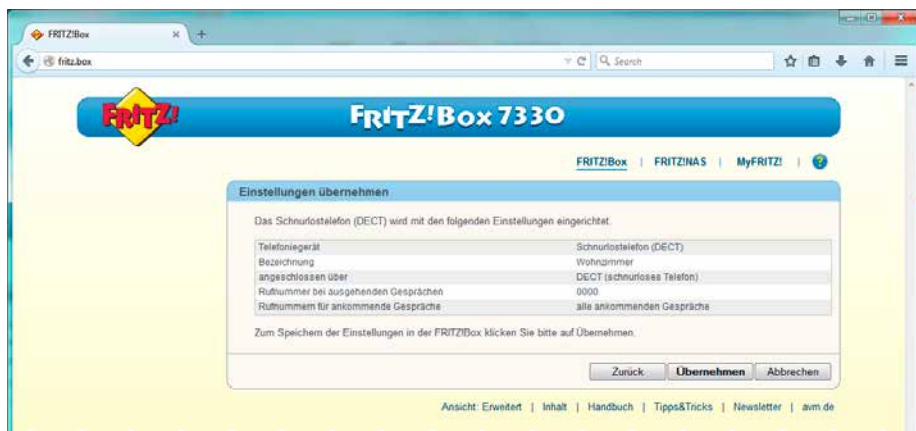 FRITZ!Box
fritz.box
Search
FRITZ!
FRITZ!Box 7330
FRITZ!Box | FRITZ!NAS | MyFRITZ! | ?
Einstellungen übernehmen
Das Schnurlostelefon (DECT) wird mit den folgenden Einstellungen eingerichtet.
Telefoniegerät Schnurlostelefon (DECT)
Bezeichnung Wohnzimmer
angeschlossen über DECT (schnurloses Telefon)
Rufnummer bei ausgehenden Gesprächen 0000
Rufnummern für ankommende Gespräche alle ankommenden Gespräche
Zum Speichern der Einstellungen in der FRITZ!Box klicken Sie bitte auf Übernehmen.
Zurück Übernehmen Abbrechen
Ansicht: Erweitert | Inhalt | Handbuch | Tipps&Tricks | Newsletter | avm.de